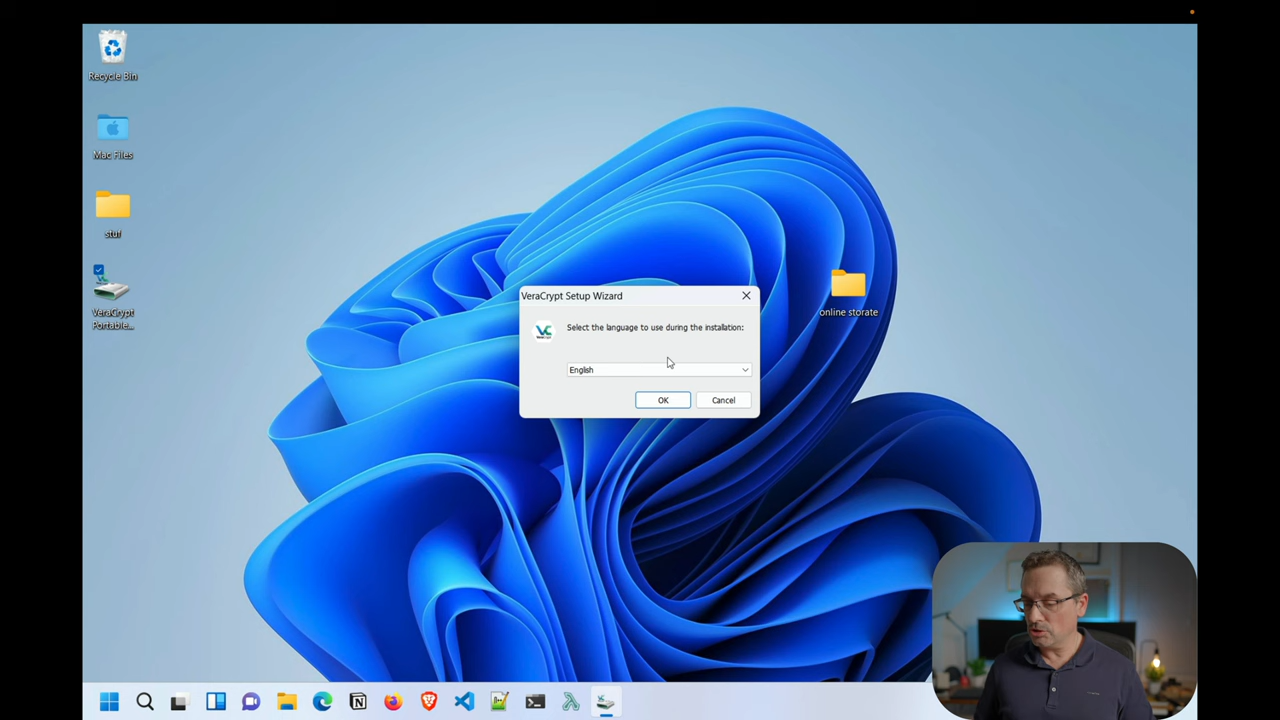 Recycle Bin
Mac Files
stuf
VeraCrypt
Portable...
online storate
VeraCrypt Setup Wizard
Select the language to use during the installation:
English
OK
Cancel